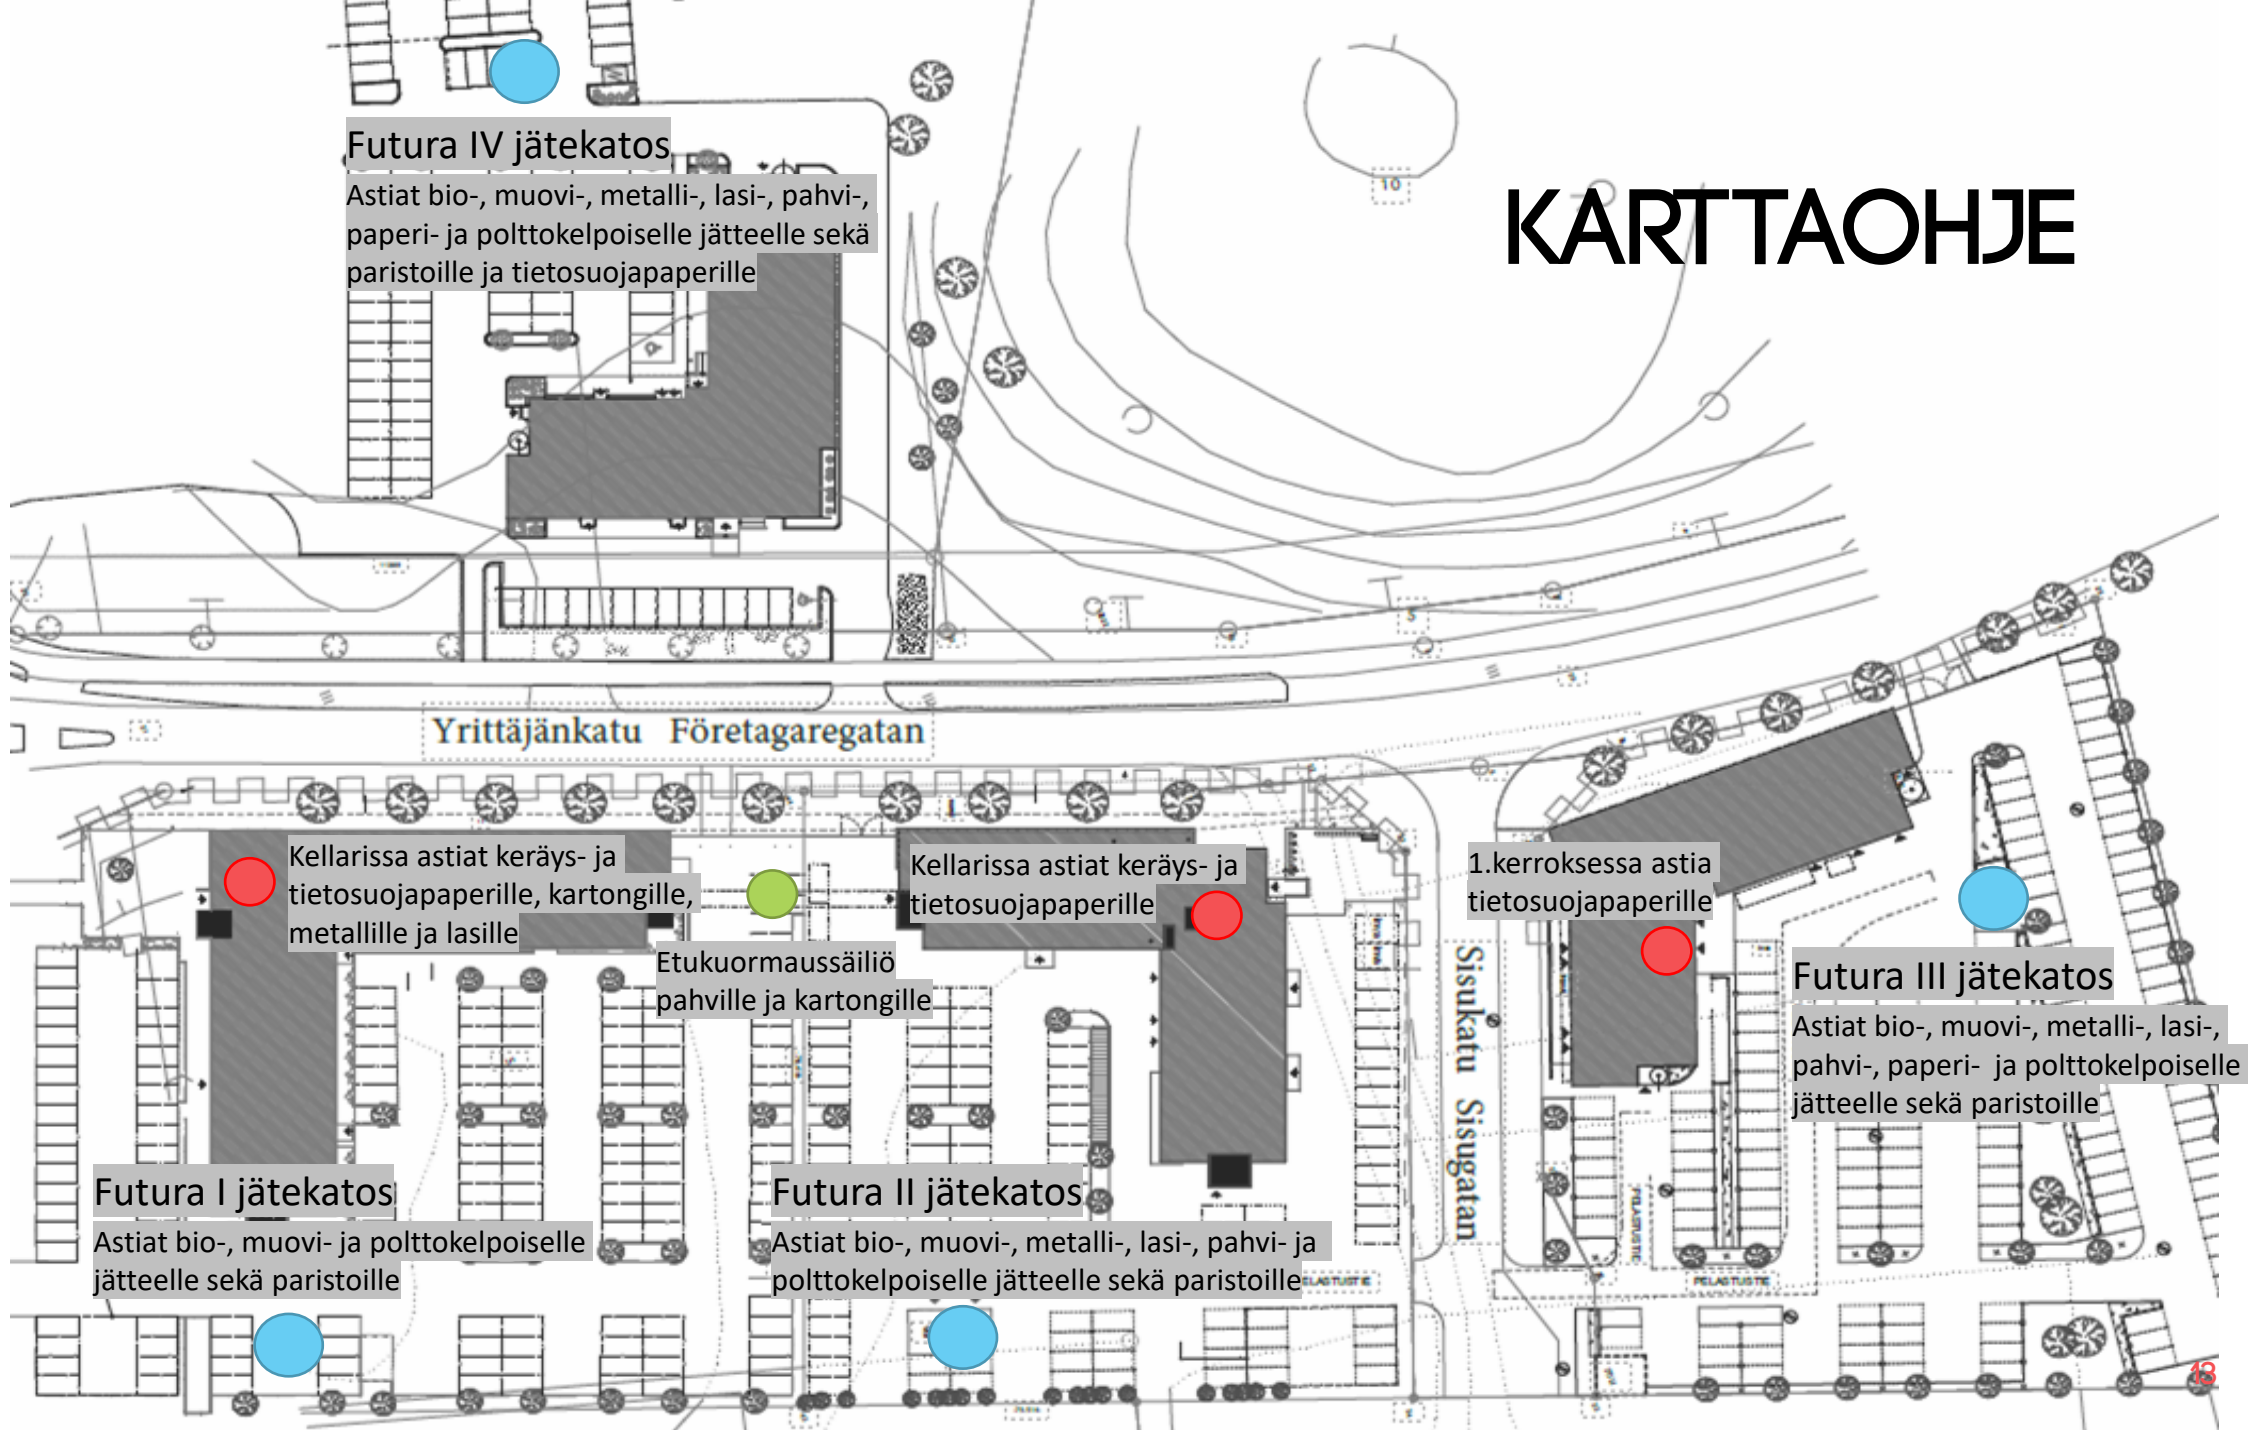 KARTTAOHJE
Futura IV jätekatos
Astiat bio-, muovi-, metalli-, lasi-, pahvi-,
paperi- ja polttokelpoiselle jätteelle sekä
paristoille ja tietosuojapaperille
10
5
Yrittäjänkatu Företagaregatan
Kellarissa astiat keräys- ja
tietosuojapaperille, kartongille,
metallille ja lasille
Etukuormaussäiliö
pahville ja kartongille
Kellarissa astiat keräys- ja
tietosuojapaperille
1.kerroksessa astia
tietosuojapaperille
Sisukatu Sisugatan
Futura III jätekatos
Astiat bio-, muovi-, metalli-, lasi-,
pahvi-, paperi- ja polttokelpoiselle
jätteelle sekä paristoille
Futura I jätekatos
Astiat bio-, muovi- ja polttokelpoiselle
jätteelle sekä paristoille
Futura II jätekatos
Astiat bio-, muovi-, metalli-, lasi-, pahvi- ja
polttokelpoiselle jätteelle sekä paristoille
PELASTUSTIE
PELASTUSTIE
13